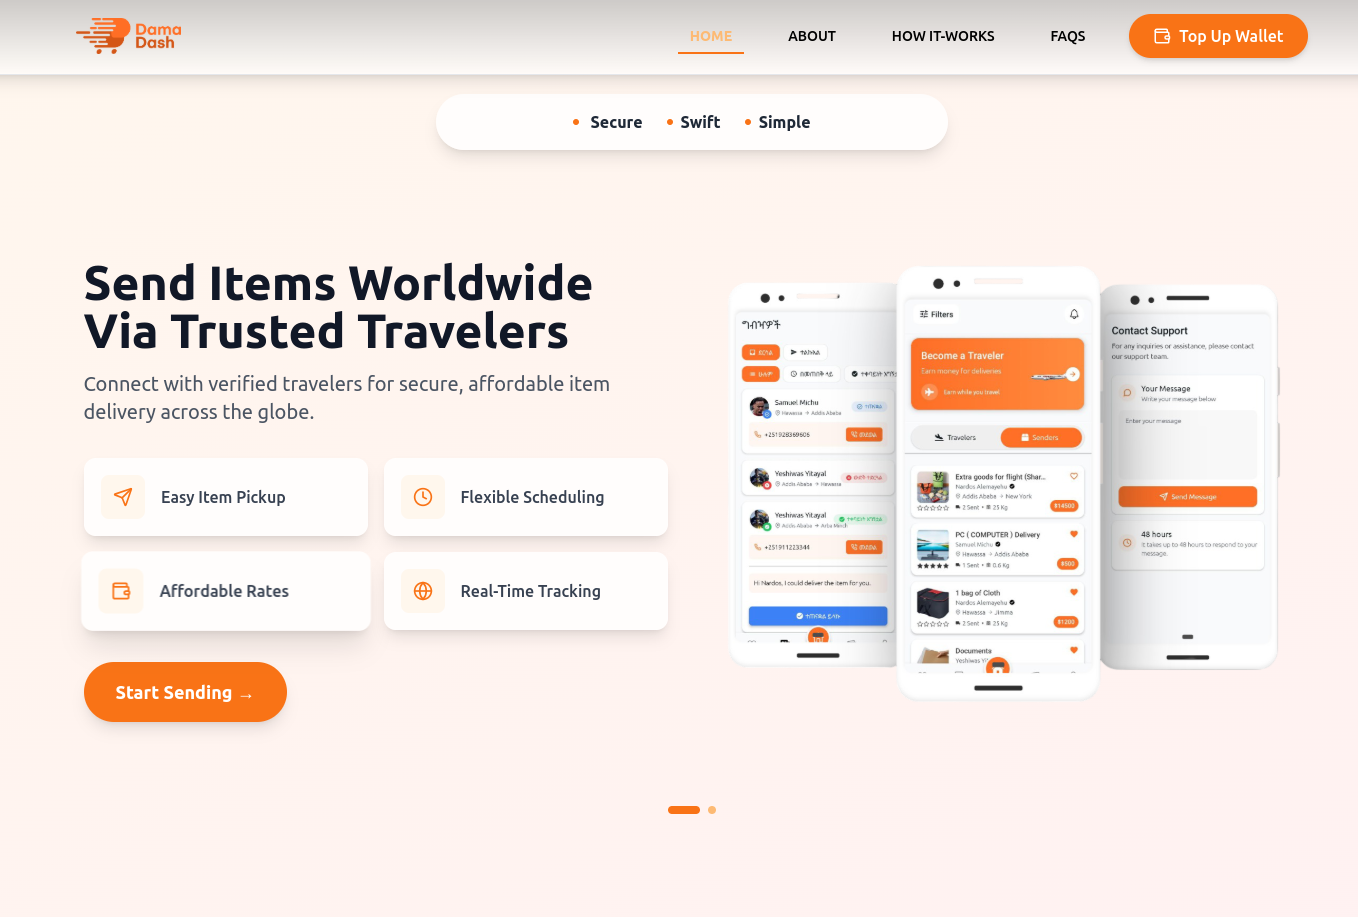 Dama
Dash
HOME
ABOUT
HOW IT-WORKS
FAQS
Top Up Wallet
Secure
Swift
Simple
Send Items Worldwide
Via Trusted Travelers
Connect with verified travelers for secure, affordable item
delivery across the globe.
Easy Item Pickup
Flexible Scheduling
Affordable Rates
Real-Time Tracking
Start Sending →
ግብዣዎች
Samuel Michu
Hawassa → Addis Ababa
+251928369606
Yeshiwas Yitayal
Addis Ababa → Hawassa
Yeshiwas Yitayal
Addis Ababa → Arba Minch
+251911223344
Hi Nardos, I could deliver the item for you.
Filters
Become a Traveler
Earn money for deliveries
Earn while you travel
Travelers
Senders
Extra goods for flight (Shar...
Nardos Alemayehu
Addis Ababa → New York
2 Sent • 25 Kg
PC ( COMPUTER ) Delivery
Samuel Michu
Hawassa → Addis Ababa
1 Sent • 0.6 Kg
1 bag of Cloth
Nardos Alemayehu
Hawassa → Jimma
2 Sent • 25 Kg
Documents
Yeshiwas
Contact Support
For any inquiries or assistance, please contact
our support team.
Your Message
Write your message below
Enter your message
Send Message
48 hours
It takes up to 48 hours to respond to your
message.